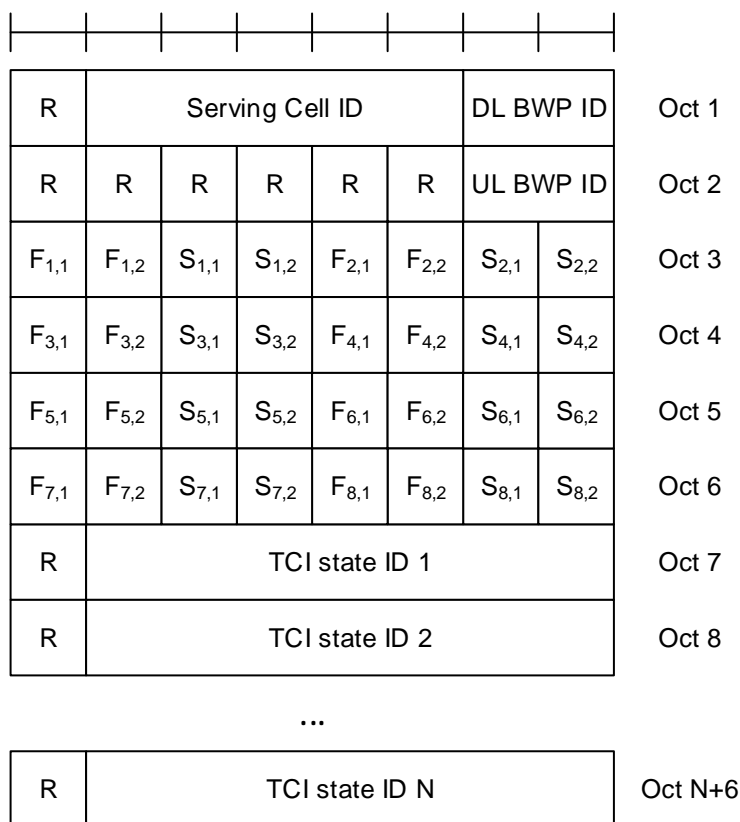 R Serving Cell ID DL BWP ID Oct 1
R R R R R R UL BWP ID Oct 2
F1,1 F1,2 S1,1 S1,2 F2,1 F2,2 S2,1 S2,2 Oct 3
F3,1 F3,2 S3,1 S3,2 F4,1 F4,2 S4,1 S4,2 Oct 4
F5,1 F5,2 S5,1 S5,2 F6,1 F6,2 S6,1 S6,2 Oct 5
F7,1 F7,2 S7,1 S7,2 F8,1 F8,2 S8,1 S8,2 Oct 6
R TCI state ID 1 Oct 7
R TCI state ID 2 Oct 8
...
R TCI state ID N Oct N+6